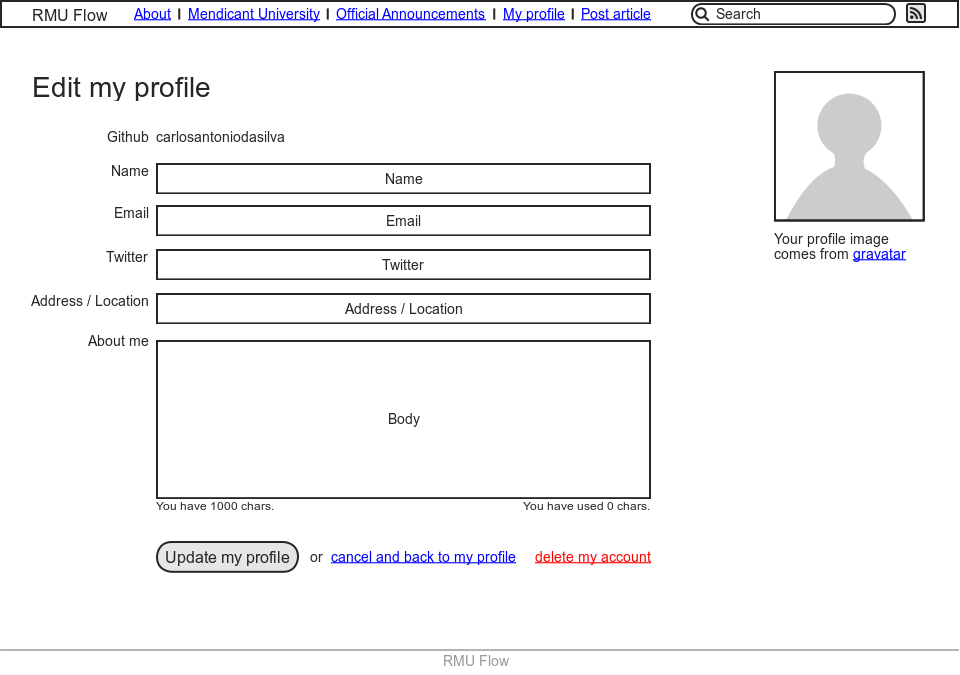 RMU Flow About | Mendicant University | Official Announcements | My profile | Post article Search
Edit my profile
Github carlosantoniodasilva
Name Name
Email Email
Twitter Twitter
Address / Location Address / Location
About me
Body
You have 1000 chars. You have used 0 chars.
Update my profile or cancel and back to my profile delete my account
Your profile image
comes from gravatar
RMU Flow